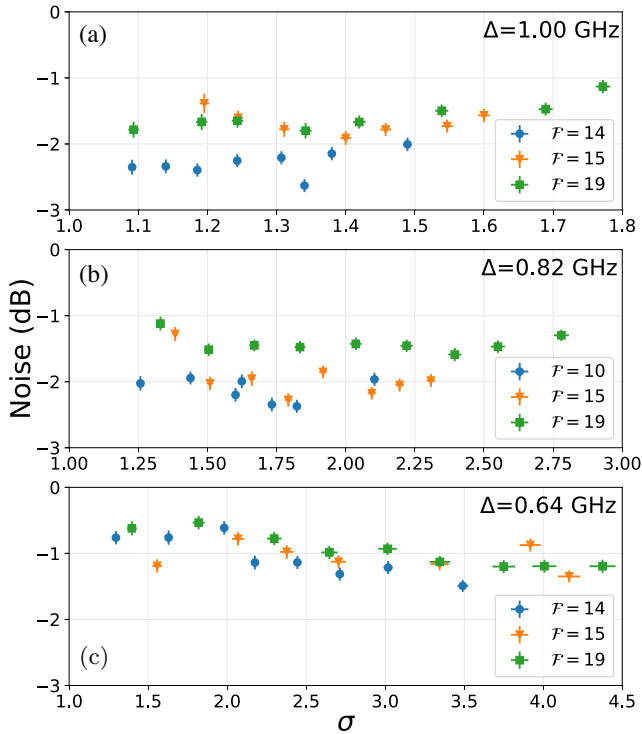 0
(a)
Δ=1.00 GHz
−1
−2
ℱ = 14
ℱ = 15
ℱ = 19
−3
1.0 1.1 1.2 1.3 1.4 1.5 1.6 1.7 1.8
0
(b)
Δ=0.82 GHz
−1
Noise (dB)
−2
ℱ = 10
ℱ = 15
ℱ = 19
−3
1.00 1.25 1.50 1.75 2.00 2.25 2.50 2.75 3.00
0
Δ=0.64 GHz
−1
−2
ℱ = 14
ℱ = 15
ℱ = 19
(c)
−3
1.0 1.5 2.0 2.5 3.0 3.5 4.0 4.5
σ